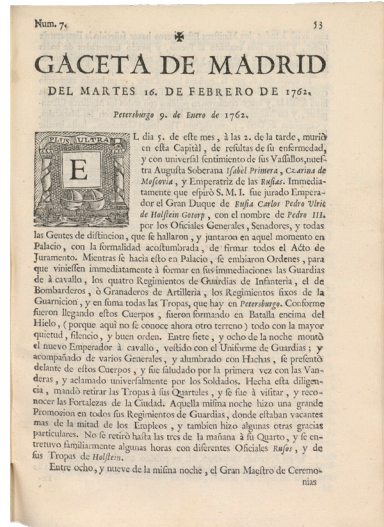 Num. 7. 53
GACETA DE MADRID
DEL MARTES 16. DE FEBRERO DE 1762.
Petersburgo 9. de Enero de 1762.
PLUS ULTRA
EL dia 5. de este mes, à las 2. de la tarde, muriò
en esta Capitàl, de resultas de su enfermedad,
y con universal sentimiento de sus Vassallos, nues-
tra Augusta Soberana Isabel Primera, Czarina de
Moscovia, y Emperatriz de las Rusias. Immedia-
tamente que espirò S. M. I. fue jurado Empera-
dor el Gran Duque de Rusia Carlos Pedro Ulric
de Holstein Gotorp, con el nombre de Pedro III.
por los Oficiales Generales, Senadores, y todas
las Gentes de distincion, que se hallaron, y juntaron en aquel momento en
Palacio, con la formalidad acostumbrada, de firmar todos el Acto de
Juramento. Mientras se hacia esto en Palacio, se embiaron Ordenes, para
que viniessen immediatamente à formar en sus immediaciones las Guardias
de à cavallo, los quatro Regimientos de Guardias de Infanteria, el de
Bombarderos, ò Granaderos de Artilleria, los Regimientos fixos de la
Guarnicion, y en suma todas las Tropas, que hay en Petersburgo. Conforme
fueron llegando estos Cuerpos, fueron formando en Batalla encima del
Hielo, (porque aqui no se conoce ahora otro terreno) todo con la mayor
quietud, silencio, y buen orden. Entre siete, y ocho de la noche montò
el nuevo Emperador à cavallo, vestido con el Uniforme de Guardias; y
acompañado de varios Generales, y alumbrado con Hachas, se presentò
delante de estos Cuerpos, y fue saludado por la primera vez con las Van-
deras, y aclamado universalmente por los Soldados. Hecha esta diligen-
cia, mandò retirar las Tropas à sus Quarteles, y se fue à visitar, y reco-
nocer las Fortalezas de la Ciudad. Aquella misma noche hizo una grande
Promocion en todos sus Regimientos de Guardias, donde estaban vacantes
mas de la mitad de los Empleos, y tambien hizo algunas otras gracias
particulares. No se retirò hasta las tres de la mañana à su Quarto, y se en-
tretuvo familiarmente algunas horas con diferentes Oficiales Rusos, y de
sus Tropas de Holstein.
Entre ocho, y nueve de la misma noche, el Gran Maestro de Ceremo-
nias